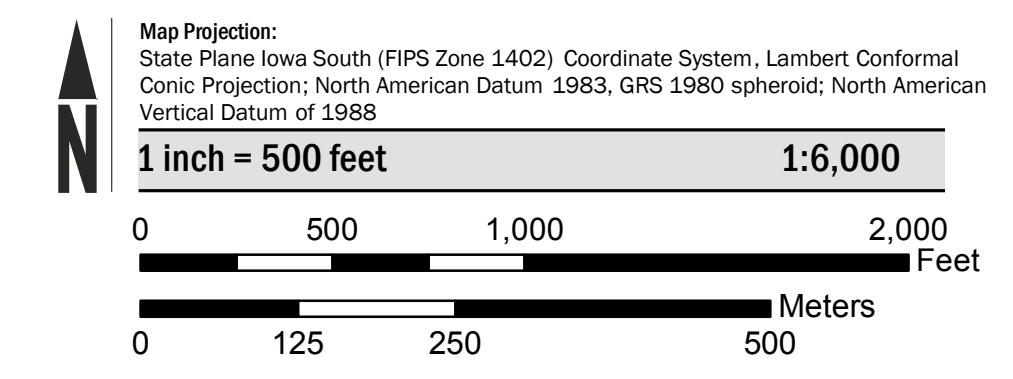 Map Projection:
State Plane Iowa South (FIPS Zone 1402) Coordinate System, Lambert Conformal
Conic Projection; North American Datum 1983, GRS 1980 spheroid; North American
Vertical Datum of 1988
N
1 inch = 500 feet 1:6,000
0 500 1,000 2,000
Feet
Meters
0 125 250 500